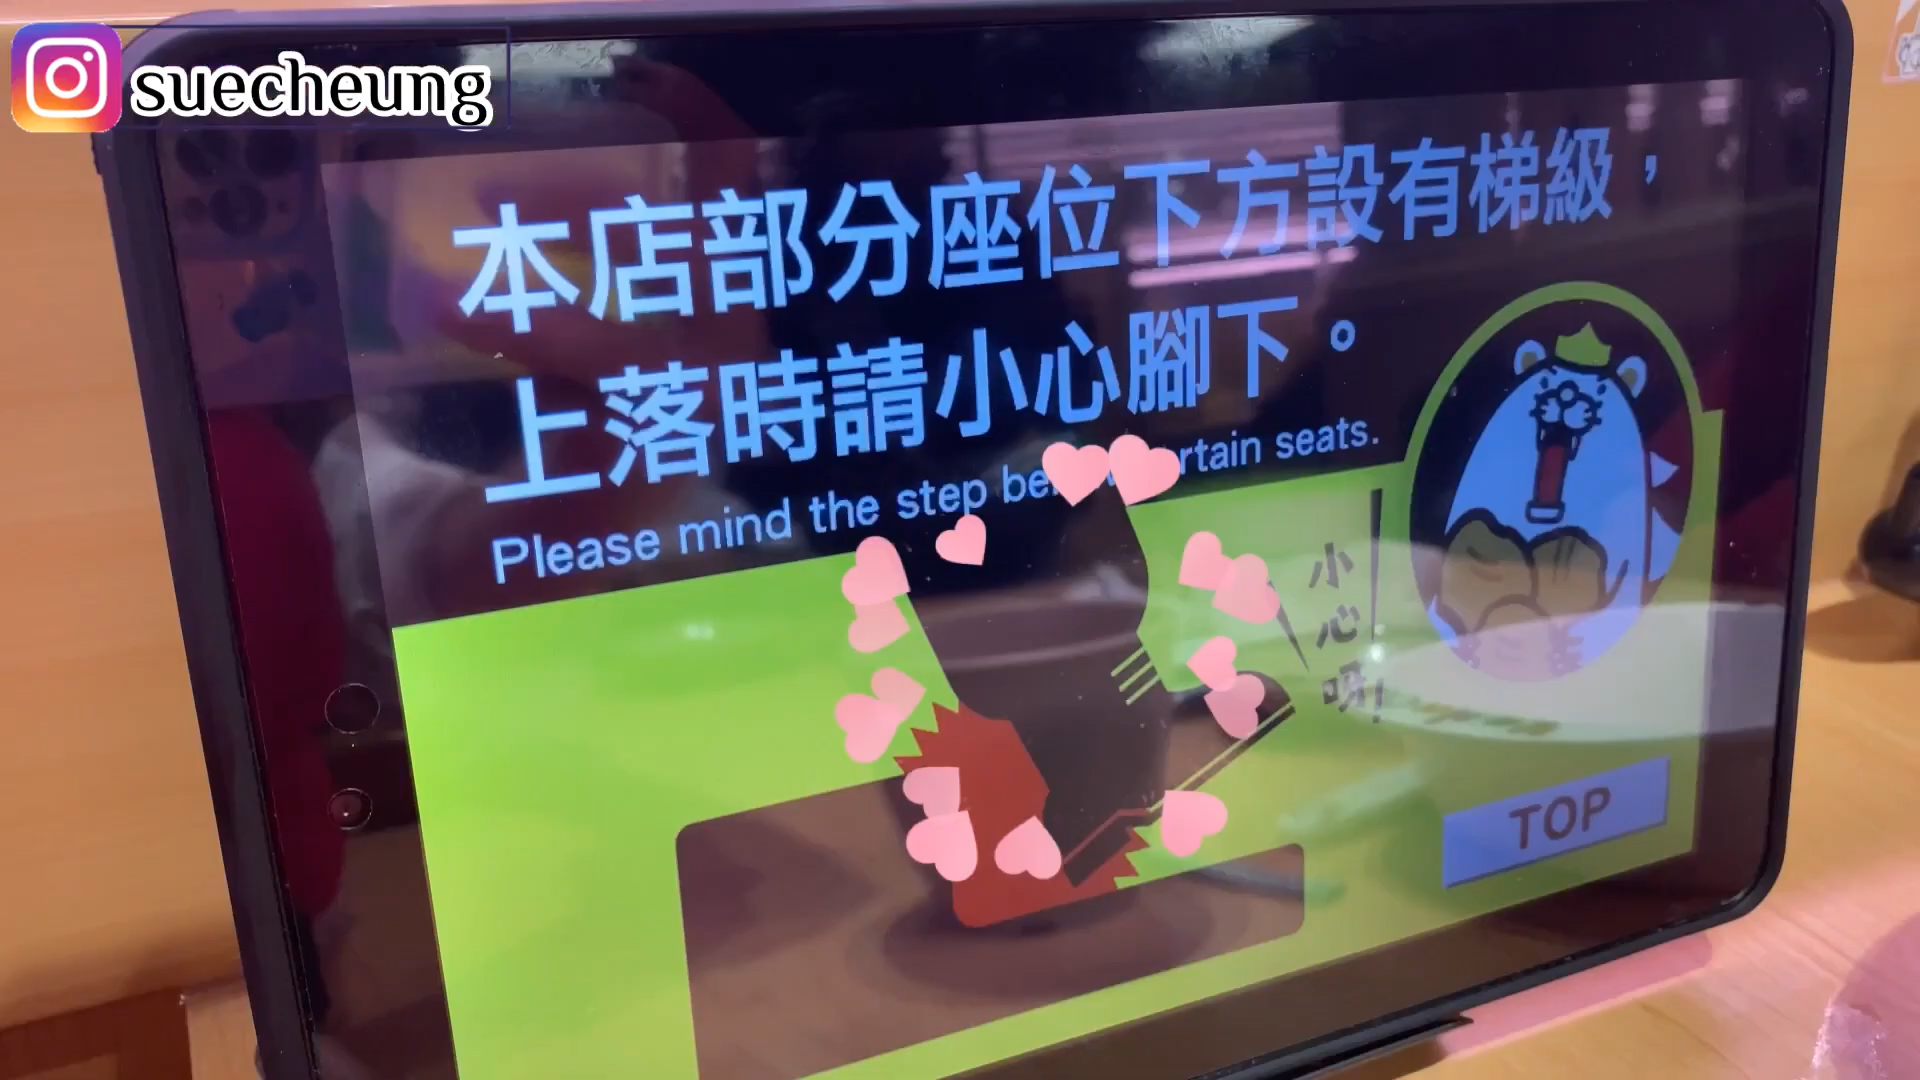 suecheung
本店部分座位下方設有梯級，
上落時請小心腳下。
Please mind the step be rtain seats.
小心呀!
TOP